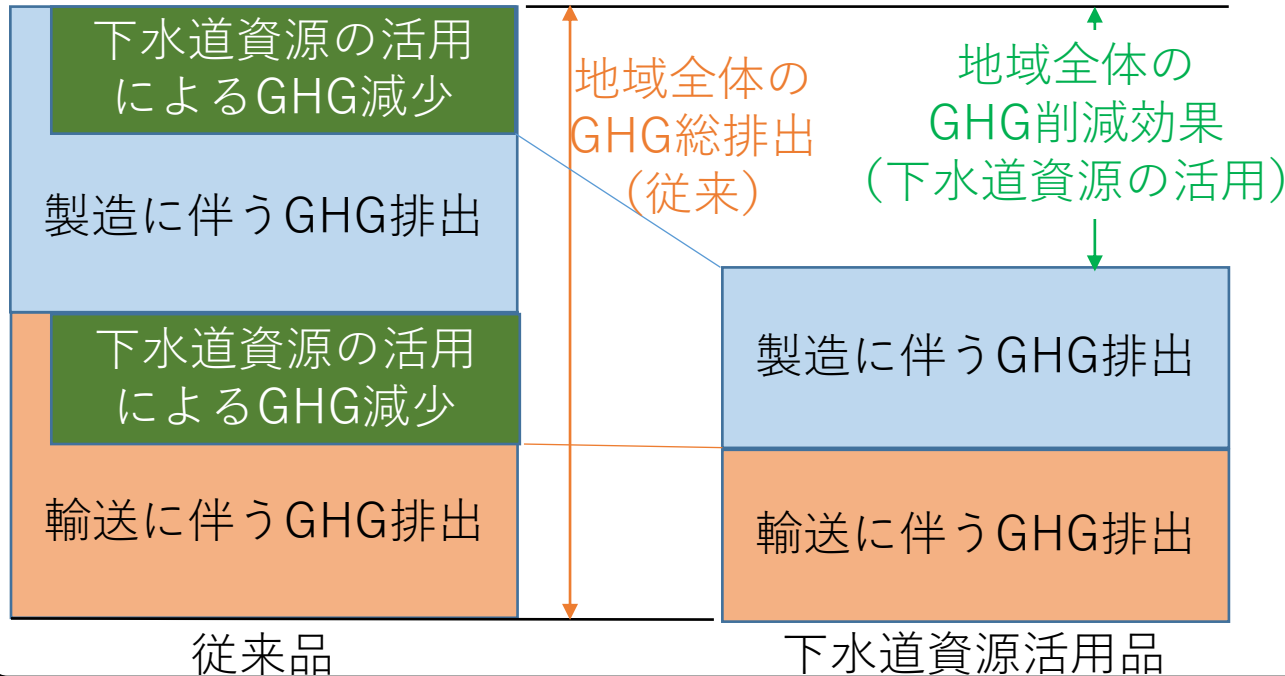 下水道資源の活用
によるGHG減少
製造に伴うGHG排出
下水道資源の活用
によるGHG減少
輸送に伴うGHG排出
従来品
地域全体の
GHG総排出
(従来)
地域全体の
GHG削減効果
(下水道資源の活用)
製造に伴うGHG排出
輸送に伴うGHG排出
下水道資源活用品